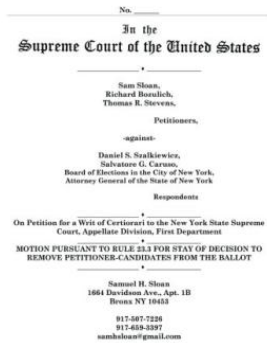 No. ______
In the
Supreme Court of the United States
Sam Sloan,
Richard Bozulich,
Thomas R. Stevens,
Petitioners,
-against-
Daniel S. Szalkiewicz,
Salvatore G. Caruso,
Board of Elections in the City of New York,
Attorney General of the State of New York
Respondents
On Petition for a Writ of Certiorari to the New York State Supreme
Court, Appellate Division, First Department
MOTION PURSUANT TO RULE 23.3 FOR STAY OF DECISION TO
REMOVE PETITIONER-CANDIDATES FROM THE BALLOT
Samuel H. Sloan
1664 Davidson Ave., Apt. 1B
Bronx NY 10453
917-507-7226
917-659-3397
samhsloan@gmail.com